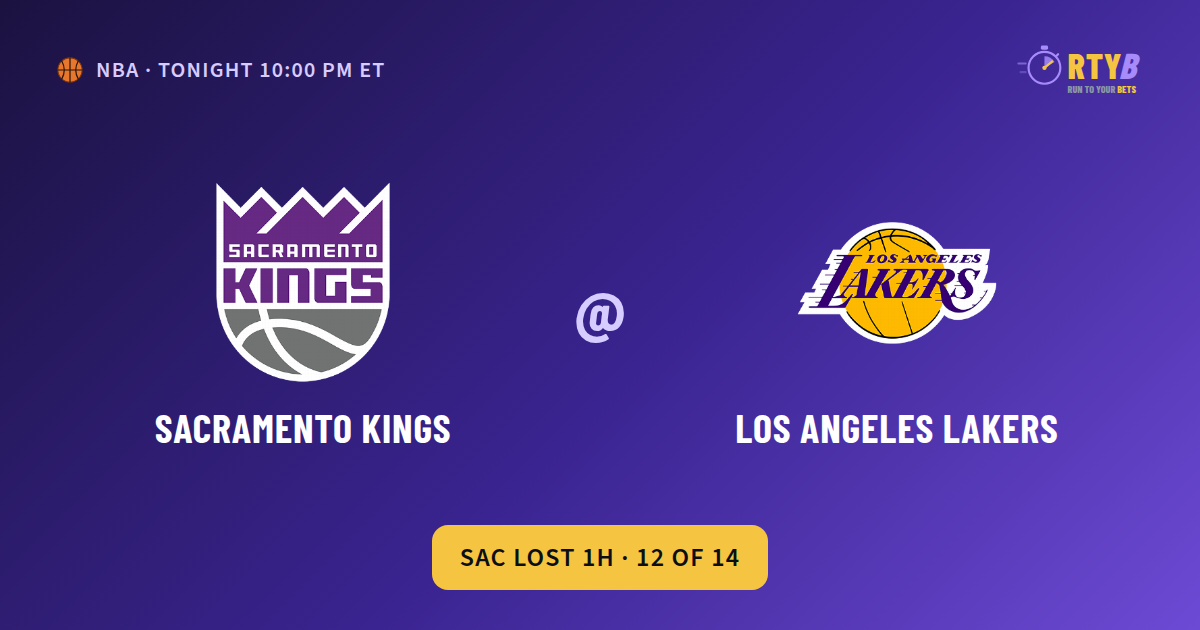 NBA · TONIGHT 10:00 PM ET
RTYB
RUN TO YOUR BETS
SACRAMENTO
KINGS
LOS ANGELES
LAKERS
@
SACRAMENTO KINGS
LOS ANGELES LAKERS
SAC LOST 1H · 12 OF 14